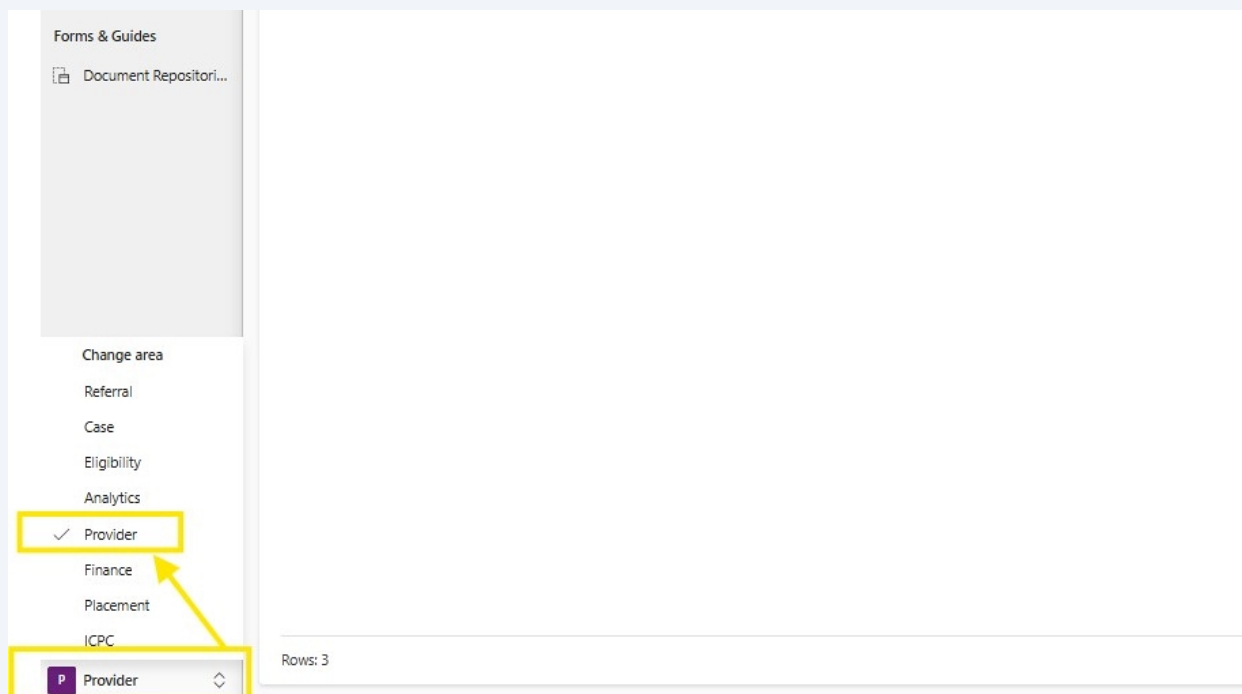 Forms & Guides
Document Repositori...
Change area
Referral
Case
Eligibility
Analytics
Provider
Finance
Placement
ICPC
Rows: 3
P Provider